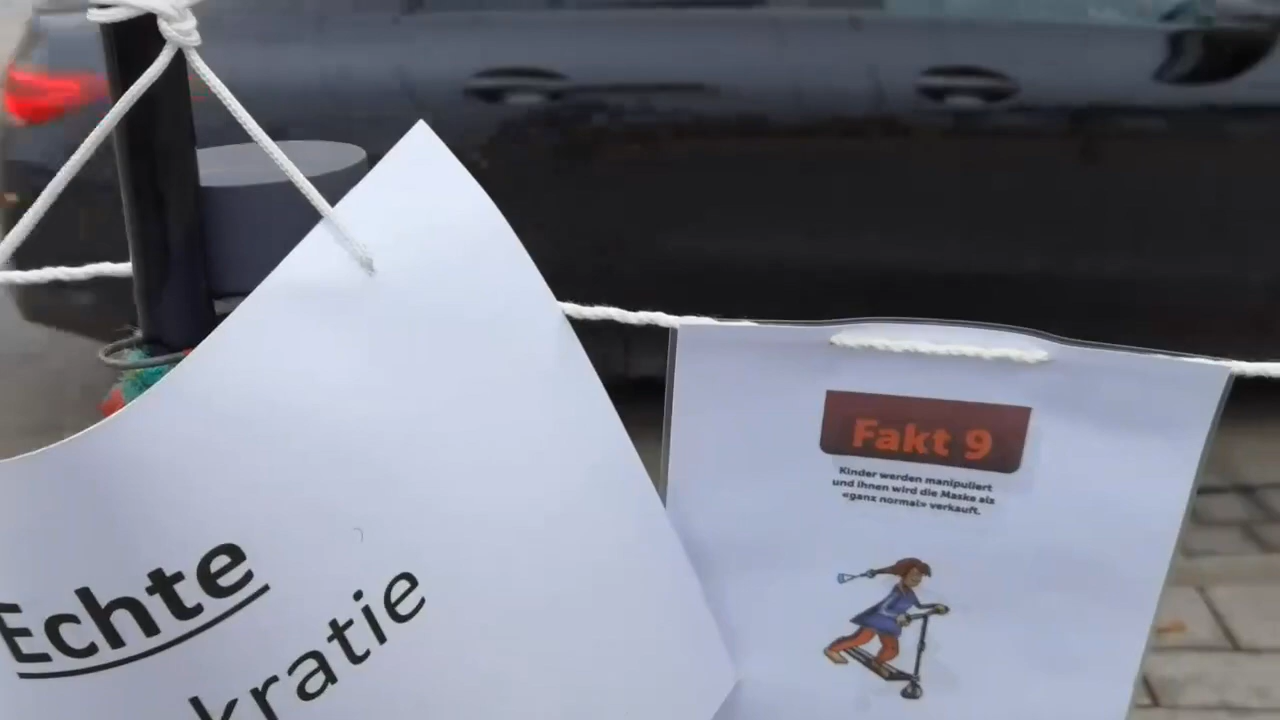 Echte
kratie
Fakt 9
Kinder werden manipuliert
und ihnen wird die Maske als
«ganz normal» verkauft.